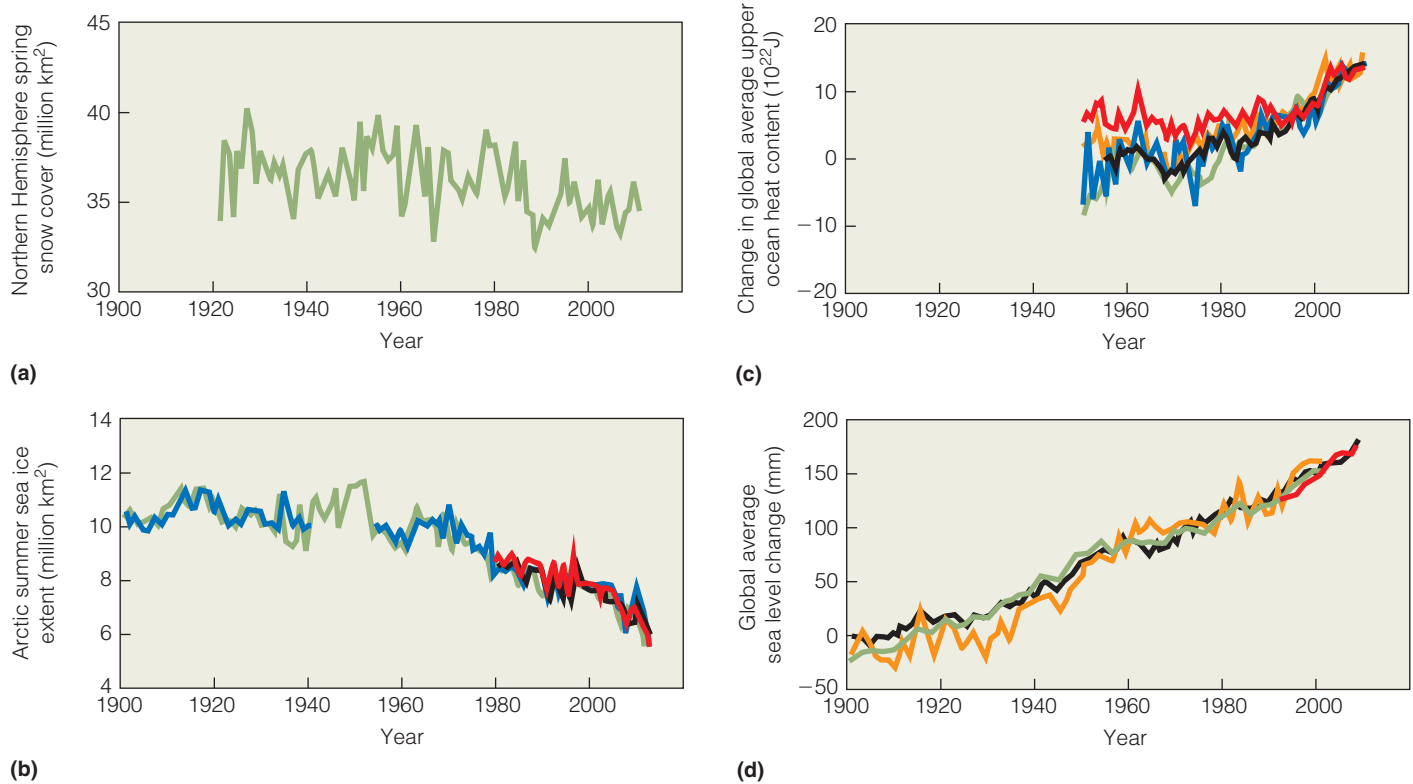 Northern Hemisphere spring
snow cover (million km²)
45
40
35
30
1900 1920 1940 1960 1980 2000
Year
(a)
Arctic summer sea ice
extent (million km²)
14
12
10
8
6
4
1900 1920 1940 1960 1980 2000
Year
(b)
Change in global average upper
ocean heat content (10²²J)
20
10
0
−10
−20
1900 1920 1940 1960 1980 2000
Year
(c)
Global average
sea level change (mm)
200
150
100
50
0
−50
1900 1920 1940 1960 1980 2000
Year
(d)